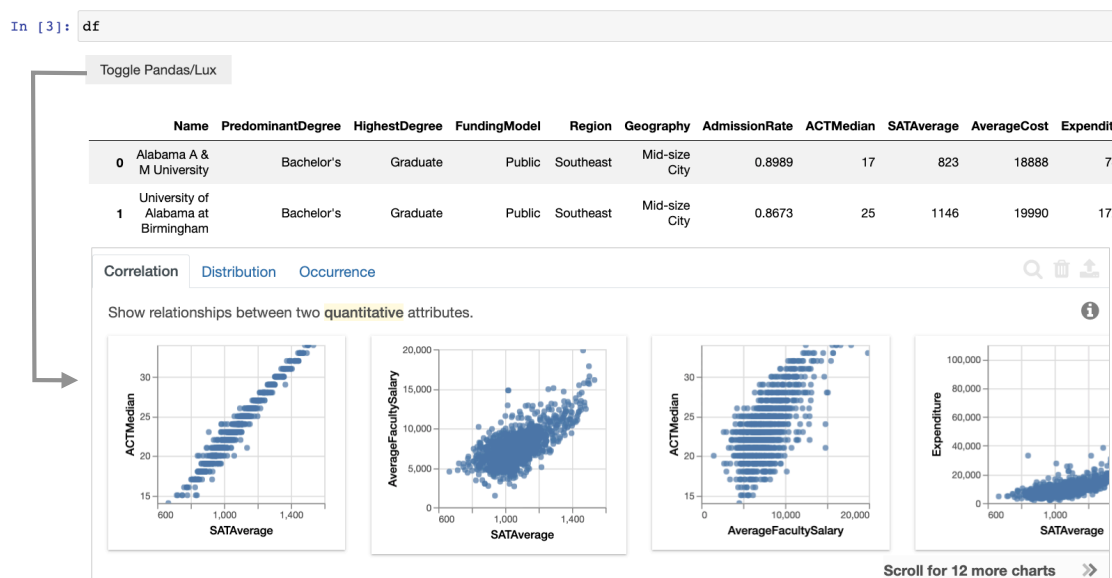 In [3]: df
Toggle Pandas/Lux
Name PredominantDegree HighestDegree FundingModel Region Geography AdmissionRate ACTMedian SATAverage AverageCost Expendit
0 Alabama A & M University Bachelor's Graduate Public Southeast Mid-size City 0.8989 17 823 18888 7
1 University of Alabama at Birmingham Bachelor's Graduate Public Southeast Mid-size City 0.8673 25 1146 19990 17
Correlation Distribution Occurrence
Show relationships between two quantitative attributes.
ACTMedian
30
25
20
15
600 1,000 1,400
SATAverage
AverageFacultySalary
20,000
15,000
10,000
5,000
0
600 1,000 1,400
SATAverage
ACTMedian
30
25
20
15
0 10,000 20,000
AverageFacultySalary
Expenditure
100,000
80,000
60,000
40,000
20,000
0
600 1,000
SATAverage
Scroll for 12 more charts